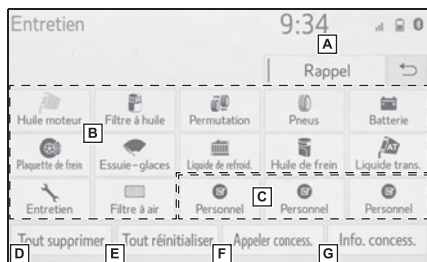 Entretien 9:34
A
Rappel
Huile moteur Filtre à huile Permutation Pneus Batterie
B
Plaquette de frein Essuie-glaces Liquide de refroid. Huile de frein Liquide trans.
AT
C
Entretien Filtre à air Personnel Personnel Personnel
D E F G
Tout supprimer Tout réinitialiser Appeler concess. Info. concess.